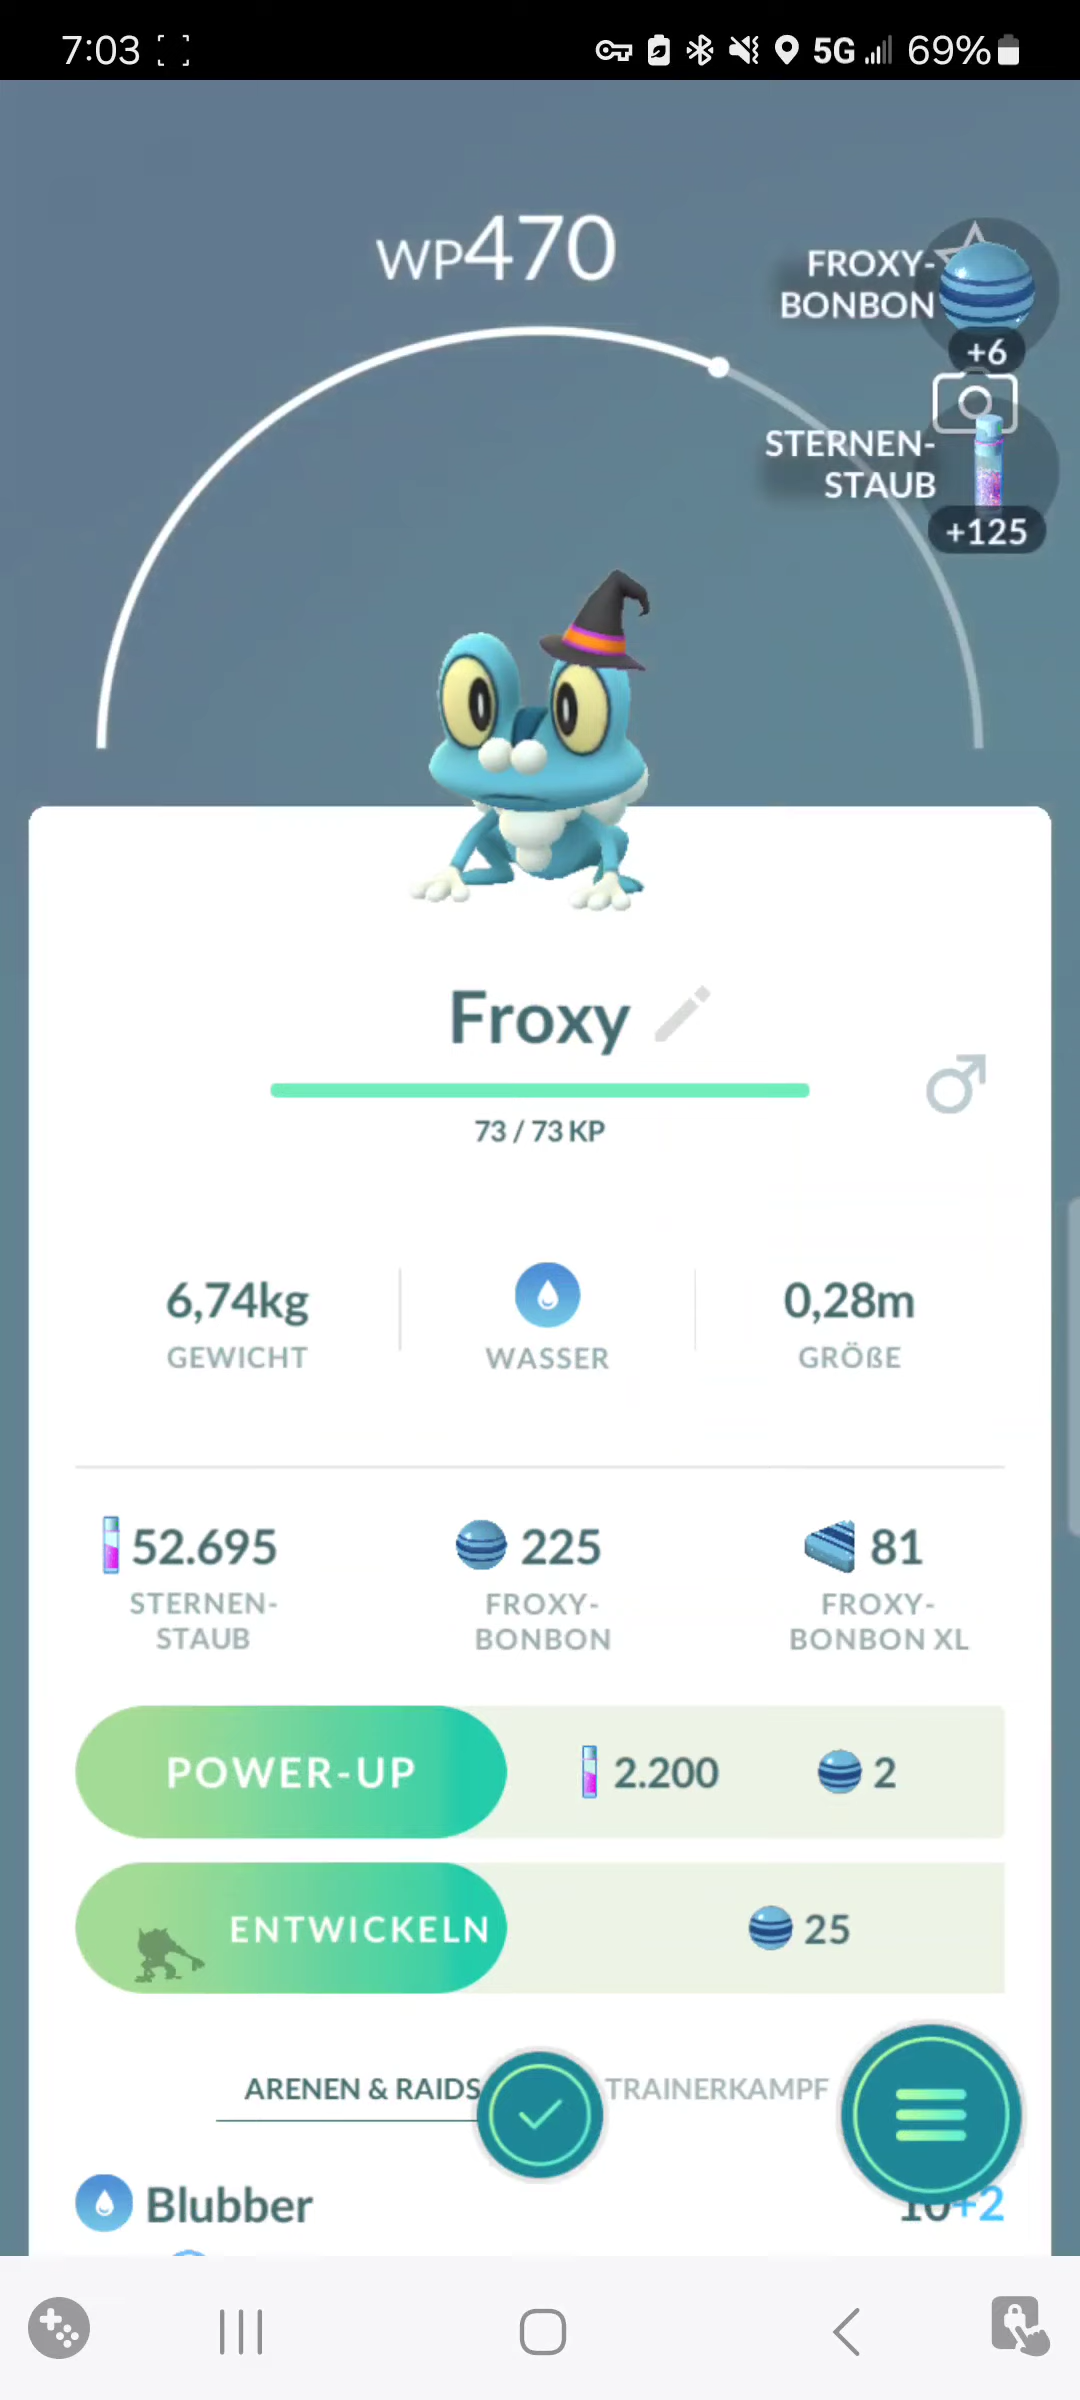 7:03
5G
69%
WP470
FROXY-
BONBON
+6
STERNEN-
STAUB
+125
Froxy
73 / 73 KP
6,74kg
GEWICHT
WASSER
0,28m
GRÖßE
52.695
STERNEN-
STAUB
225
FROXY-
BONBON
81
FROXY-
BONBON XL
POWER-UP
2.200
2
ENTWICKELN
25
ARENEN & RAIDS
TRAINERKAMPF
Blubber
10+2